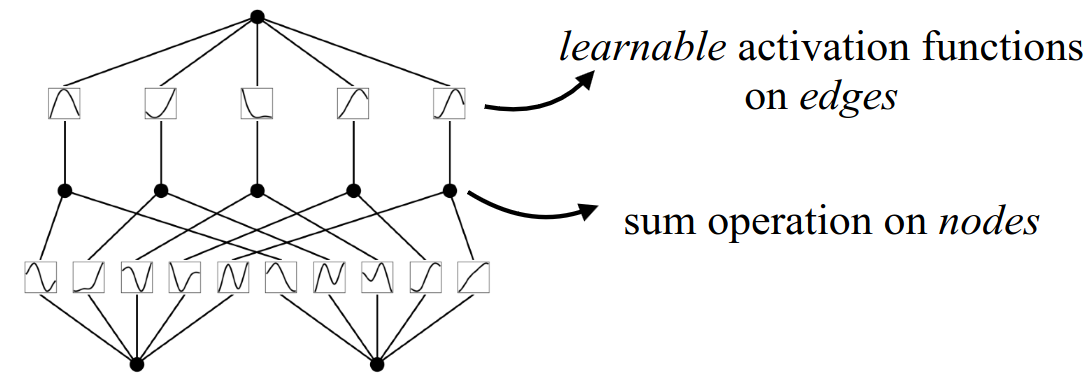 learnable activation functions
on edges
sum operation on nodes